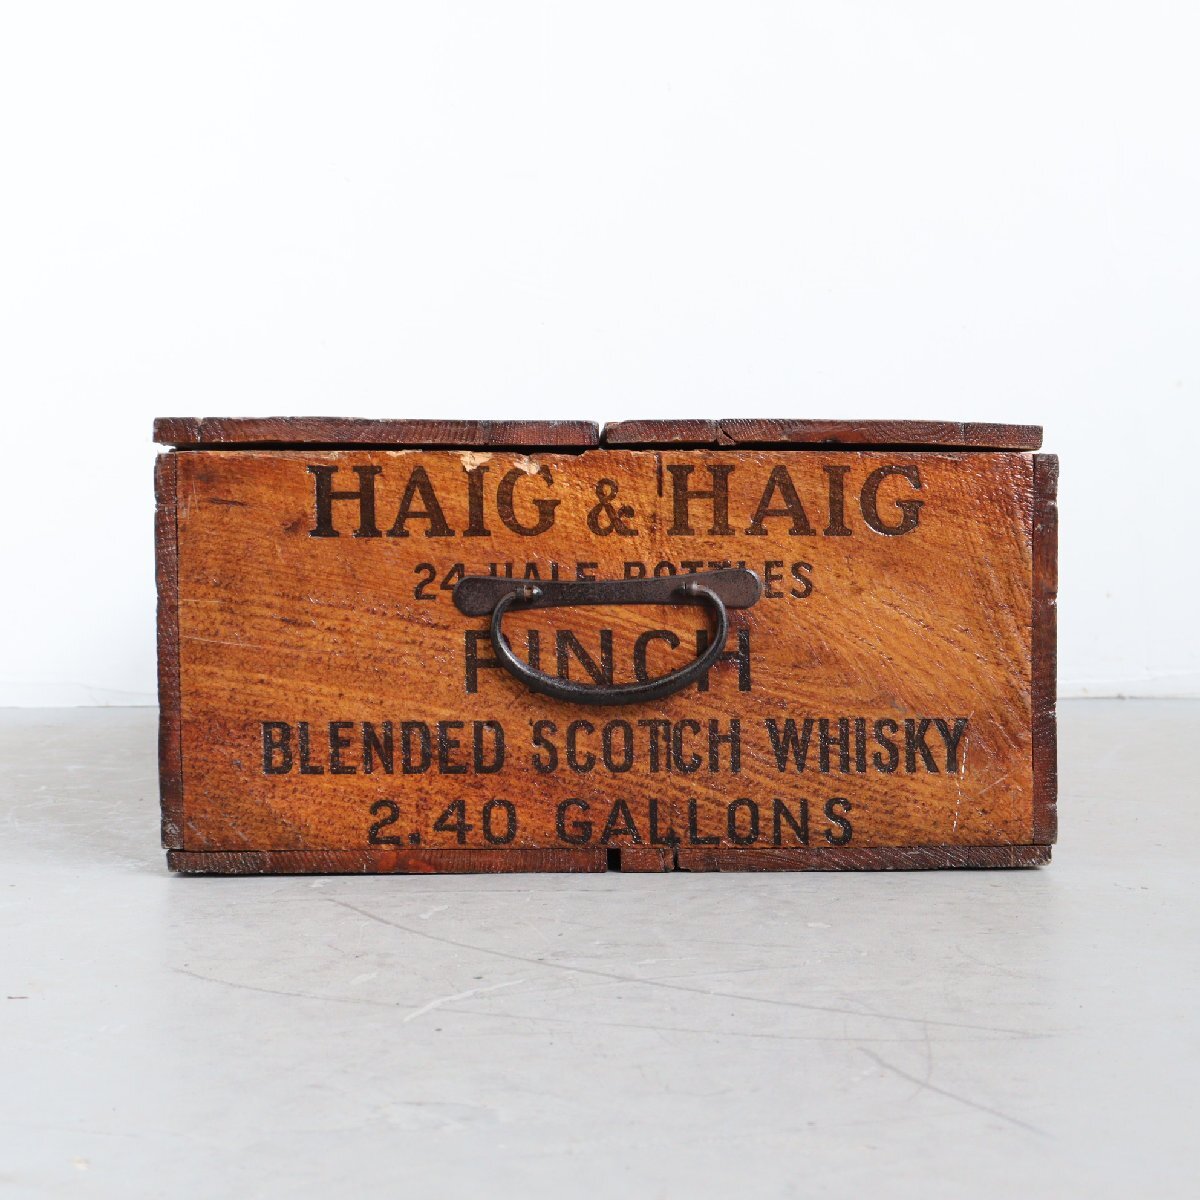 HAIG & HAIG
24 HALF BOTTLES
PINCH
BLENDED SCOTCH WHISKY
2.40 GALLONS